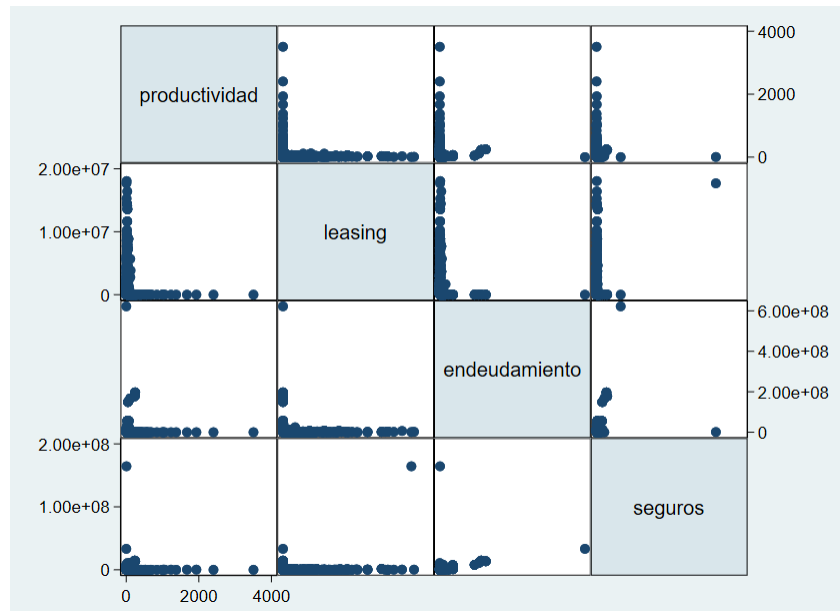 4000
productividad
2000
0
2.00e+07
leasing
1.00e+07
0
6.00e+08
endeudamiento
4.00e+08
2.00e+08
0
2.00e+08
seguros
1.00e+08
0
0 2000 4000